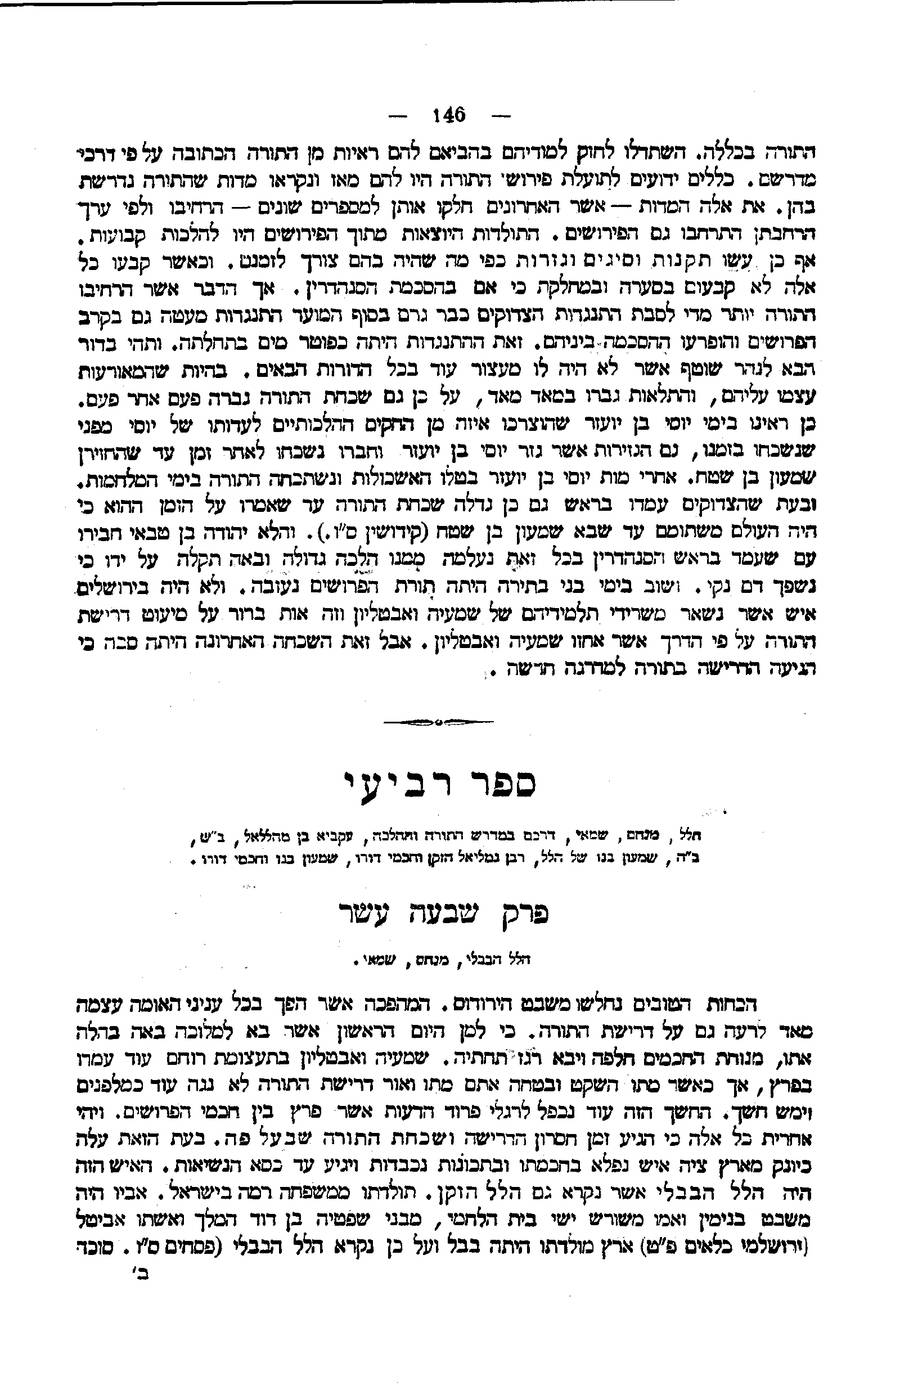 — 146 —
התורה בכללה. השתדלו לחזק למודיהם בהביאם להם ראיות מן התורה הכתובה על פי דרכי
מדרשם. כללים ידועים לתועלת פירושי התורה היו להם מאז ונקראו מדות שהתורה נדרשת
בהן. את אלה המדות — אשר האחרונים חלקו אותן למספרים שונים — הרחיבו ולפי ערך
הרחבתן התרחבו גם הפירושים. התולדות היוצאות מתוך הפירושים היו להלכות קבועות.
אף כן עשו תקנות וסיגים וגזרות כפי מה שהיה בהם צורך לזמנם. וכאשר קבעו כל
אלה לא קבעום בסערה ובמחלקת כי אם בהסכמת הסנהדרין. אך הדבר אשר הרחיבו
התורה יותר מדי לסבת התנגדות הצדוקים כבר גרם בסוף המועד התנגדות מעטה גם בקרב
הפרושים והופרעו ההסכמה ביניהם. זאת ההתנגדות היתה כפוטר מים בתחלתה. ותהי בדור
הבא לנהר שוטף אשר לא היה לו מעצור עוד בכל הדורות הבאים. בהיות שהמאורעות
עצמו עליהם, והתלאות גברו במאד מאד, על כן גם שכחת התורה גברה פעם אחר פעם.
כן ראינו בימי יוסי בן יועזר שהוצרכו איזה מן החקים ההלכותיים לעדותו של יוסי מפני
שנשכחו בזמנו, גם הגזירות אשר גזר יוסי בן יועזר וחברו נשכחו לאחר זמן עד שהחזירן
שמעון בן שטח. אחרי מות יוסי בן יועזר בטלו האשכולות ונשתכחה התורה בימי המלחמות.
ובעת שהצדוקים עמדו בראש גם כן גדלה שכחת התורה עד שאמרו על הזמן ההוא כי
היה העולם משתומם עד שבא שמעון בן שטח (קידושין ס״ו.). והלא יהודה בן טבאי חבירו
עם שעמד בראש הסנהדרין בכל זאת נעלמה ממנו הלכה גדולה ובאה תקלה על ידו כי
נשפך דם נקי. ושוב בימי בני בתירה היתה תורת הפרושים נעזבה. ולא היה בירושלים
איש אשר נשאר משרידי תלמידיהם של שמעיה ואבטליון וזה אות ברור על מיעוט דרישת
התורה על פי הדרך אשר אחזו שמעיה ואבטליון. אבל זאת השכחה האחרונה היתה סבה כי
הגיעה הדרישה בתורה למדרגה חדשה.
ספר רביעי
הלל, מנחם, שמאי, דרכם במדרש התורה וההלכה, עקביא בן מהללאל, ב״ש,
ב״ה, שמעון בנו של הלל, רבן גמליאל הזקן וחכמי דורו, שמעון בנו וחכמי דורו.
פרק שבעה עשר
הלל הבבלי, מנחם, שמאי.
הכחות הטובים נחלשו משבט הירודוס. המהפכה אשר הפך בכל עניני האומה עצמה
מאד לרעה גם על דרישת התורה. כי למן היום הראשון אשר בא למלוכה באה בהלה
אתו, מנוחת החכמים חלפה ויבא רגז תחתיה. שמעיה ואבטליון בתעצומת רוחם עוד עמדו
בפרץ, אך כאשר מתו השקט ובטחה אתם מתו ואור דרישת התורה לא נגה עוד כמלפנים
וימש חשך. החשך הזה עוד נכפל לרגלי פרוד הדעות אשר פרץ בין חכמי הפרושים. ויהי
אחרית כל אלה כי הגיע זמן חסרון הדרישה ושכחת התורה שבעל פה. בעת הזאת עלה
כיונק מארץ ציה איש נפלא בחכמתו ובתכונות נכבדות ויגיע עד כסא הנשיאות. האיש הזה
היה הלל הבבלי אשר נקרא גם הלל הזקן. תולדתו ממשפחה רמה בישראל. אביו היה
משבט בנימין ואמו משורש ישי בית הלחמי, מבני שפטיה בן דוד המלך ואשתו אביטל
(ירושלמי כלאים פ״ט) ארץ מולדתו היתה בבל ועל כן נקרא הלל הבבלי (פסחים ס״ו. סוכה
ב׳